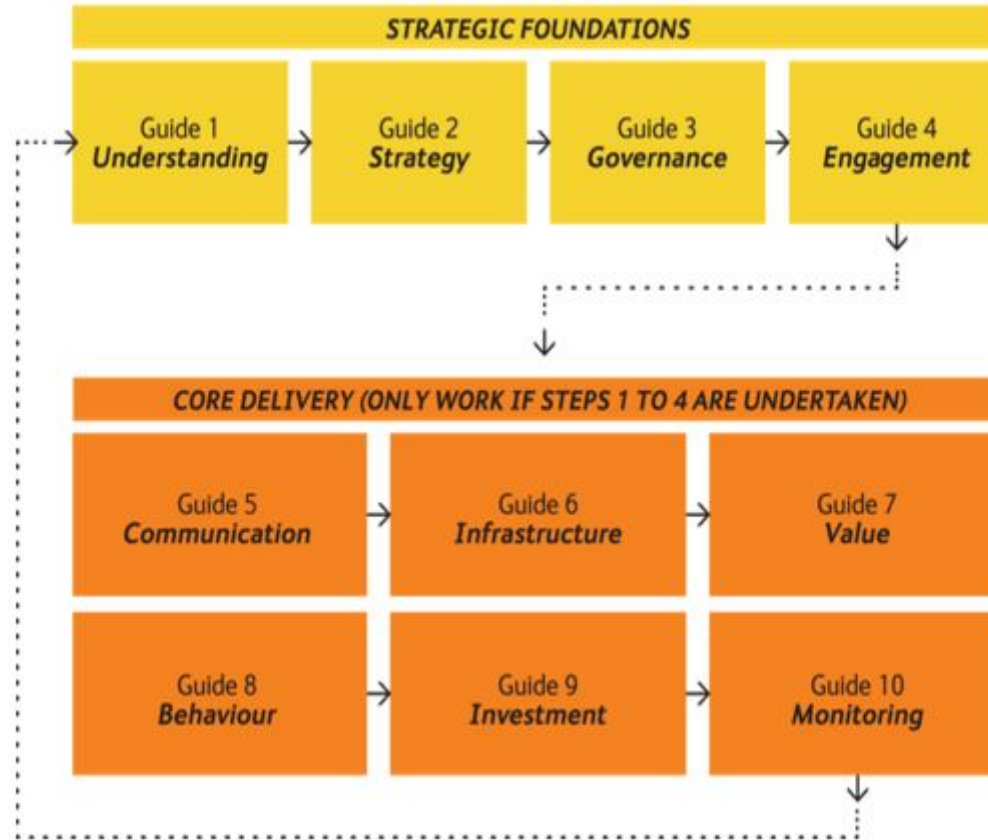 STRATEGIC FOUNDATIONS
Guide 1
Understanding
Guide 2
Strategy
Guide 3
Governance
Guide 4
Engagement
CORE DELIVERY (ONLY WORK IF STEPS 1 TO 4 ARE UNDERTAKEN)
Guide 5
Communication
Guide 6
Infrastructure
Guide 7
Value
Guide 8
Behaviour
Guide 9
Investment
Guide 10
Monitoring